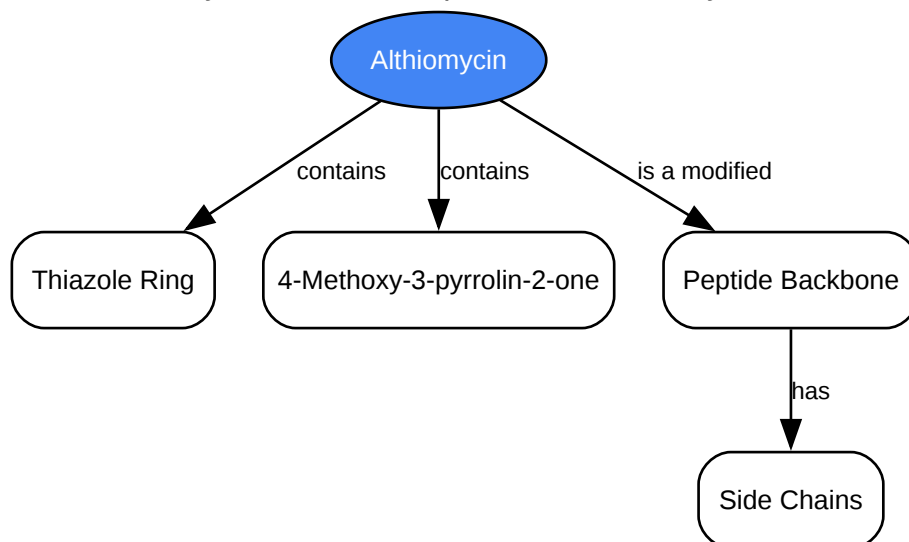 Althiomycin
contains
contains
is a modified
Thiazole Ring
4-Methoxy-3-pyrrolin-2-one
Peptide Backbone
has
Side Chains